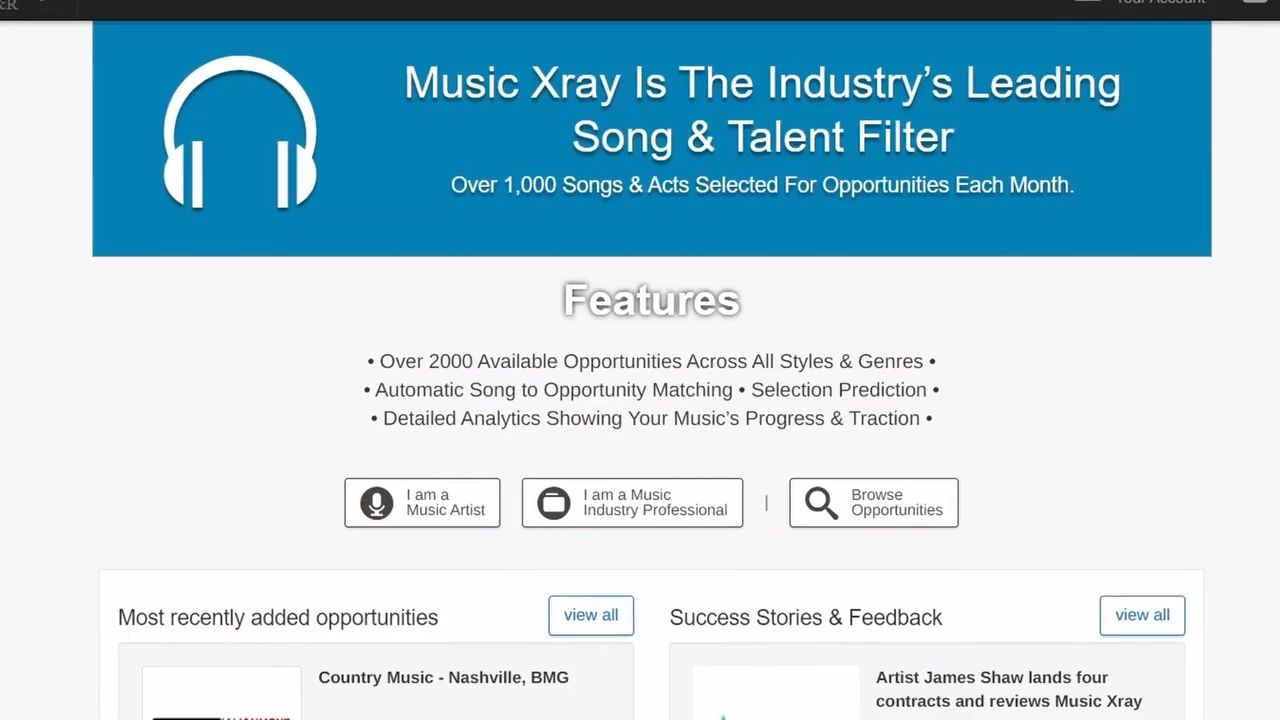 &R
Your Account
Music Xray Is The Industry’s Leading
Song & Talent Filter
Over 1,000 Songs & Acts Selected For Opportunities Each Month.
Features
• Over 2000 Available Opportunities Across All Styles & Genres •
• Automatic Song to Opportunity Matching • Selection Prediction •
• Detailed Analytics Showing Your Music’s Progress & Traction •
I am a
Music Artist
I am a Music
Industry Professional
|
Browse
Opportunities
Most recently added opportunities
view all
Success Stories & Feedback
view all
Country Music - Nashville, BMG
Artist James Shaw lands four
contracts and reviews Music Xray